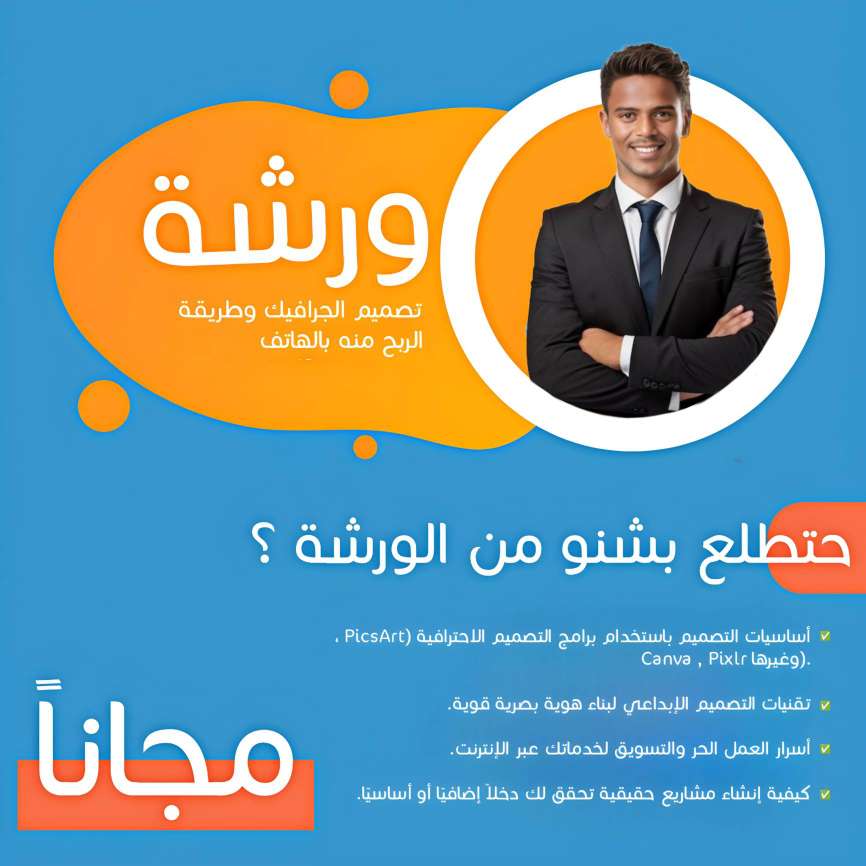 ورشة
تصميم الجرافيك وطريقة
الربح منه بالهاتف
حتطلع بشنو من الورشة ؟
أساسيات التصميم باستخدام برامج التصميم الاحترافية (PicsArt ،
Canva , Pixlr وغيرها).
تقنيات التصميم الإبداعي لبناء هوية بصرية قوية.
أسرار العمل الحر والتسويق لخدماتك عبر الإنترنت.
كيفية إنشاء مشاريع حقيقية تحقق لك دخلاً إضافيًا أو أساسيًا.
مجاناً